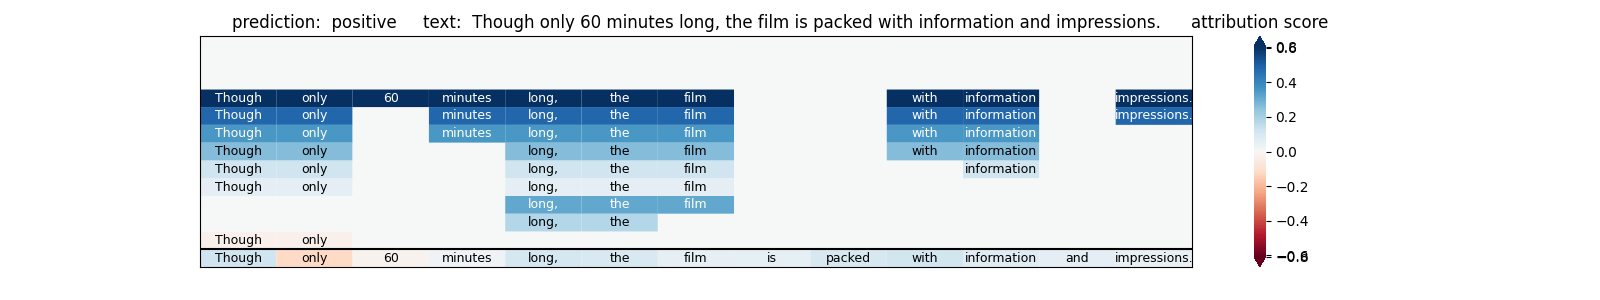 prediction:  positive     text:  Though only 60 minutes long, the film is packed with information and impressions.      attribution score
Though only 60 minutes long, the film with information impressions.
Though only minutes long, the film with information impressions.
Though only minutes long, the film with information
Though only long, the film with information
Though only long, the film information
Though only long, the film
long, the film
long, the
Though only
Though only 60 minutes long, the film is packed with information and impressions.
0.4
0.2
0.0
−0.2
−0.4